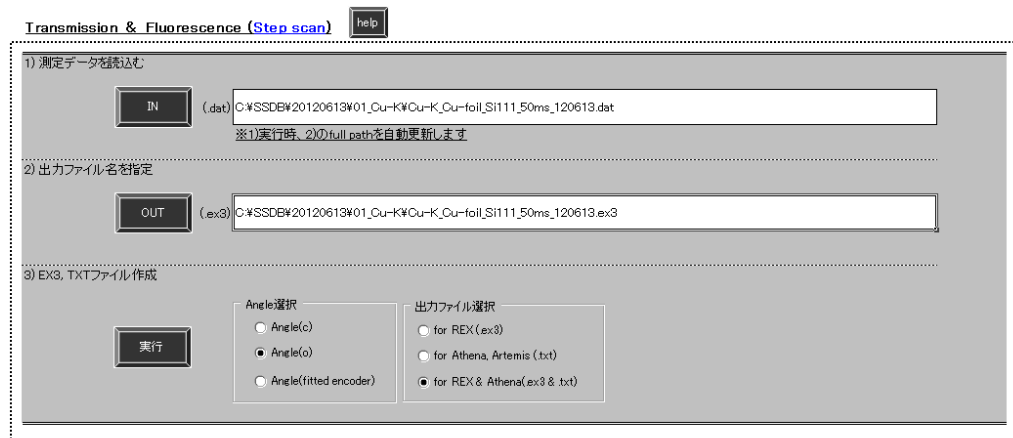 Transmission & Fluorescence (Step scan) help
1) 測定データを読込む
IN (.dat) C:¥SSDB¥20120613¥01_Cu-K¥Cu-K_Cu-foil_Si111_50ms_120613.dat
※1)実行時、2)のfull pathを自動更新します
2) 出力ファイル名を指定
OUT (.ex3) C:¥SSDB¥20120613¥01_Cu-K¥Cu-K_Cu-foil_Si111_50ms_120613.ex3
3) EX3, TXTファイル作成
Angle選択
Angle(c)
Angle(o)
Angle(fitted encoder)
出力ファイル選択
for REX (.ex3)
for Athena, Artemis (.txt)
for REX & Athena(.ex3 & .txt)
実行